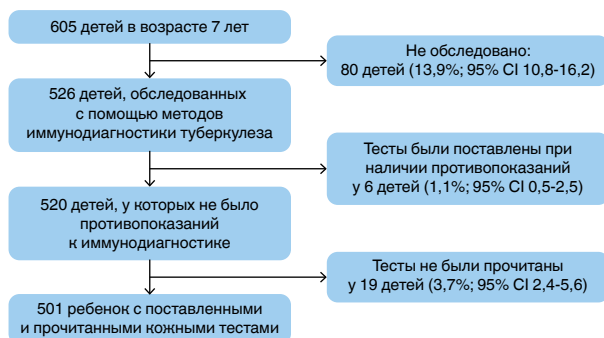 605 детей в возрасте 7 лет
Не обследовано:
80 детей (13,9%; 95% CI 10,8-16,2)
526 детей, обследованных
с помощью методов
иммунодиагностики туберкулеза
Тесты были поставлены при
наличии противопоказаний
у 6 детей (1,1%; 95% CI 0,5-2,5)
520 детей, у которых не было
противопоказаний
к иммунодиагностике
Тесты не были прочитаны
у 19 детей (3,7%; 95% CI 2,4-5,6)
501 ребенок с поставленными
и прочитанными кожными тестами